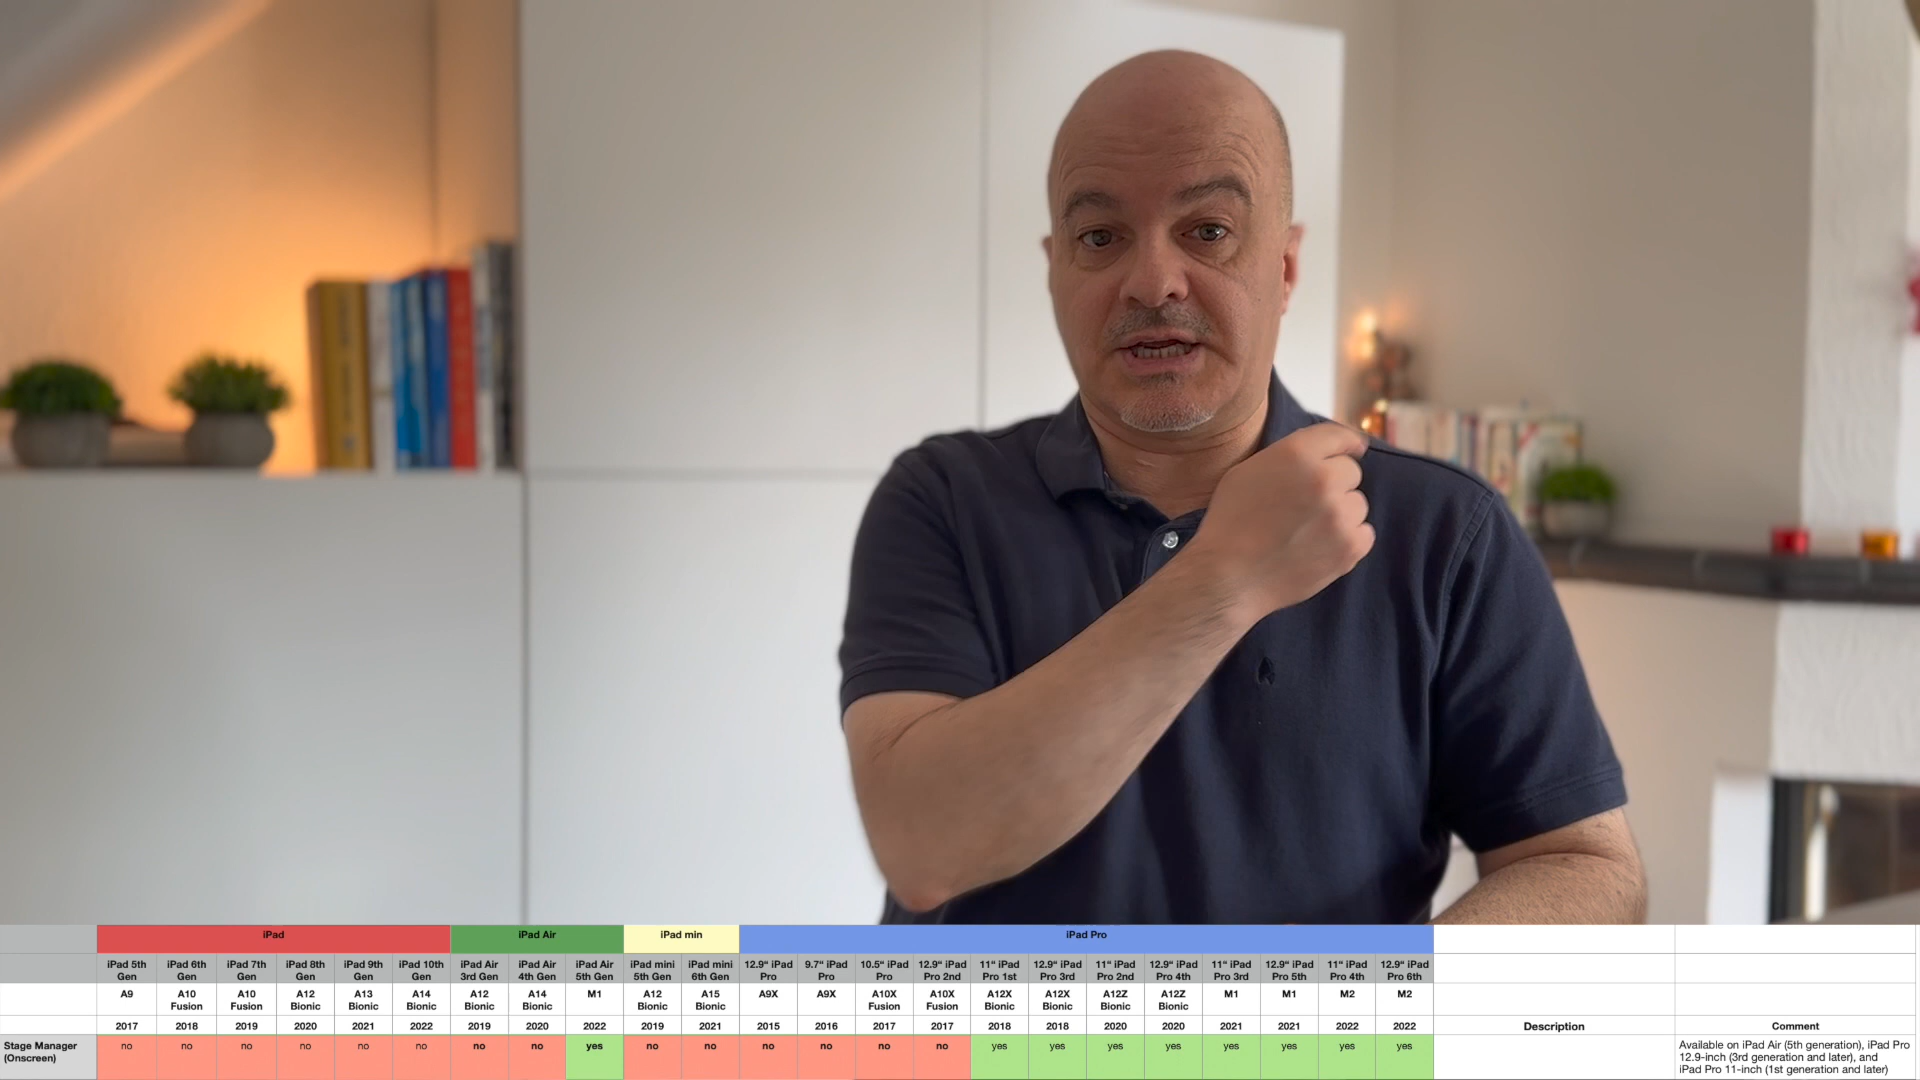 iPad iPad Air iPad min iPad Pro
iPad 5th iPad 6th iPad 7th iPad 8th iPad 9th iPad 10th iPad Air iPad Air iPad Air iPad mini iPad mini 12.9“ iPad 9.7“ iPad 10.5“ iPad 12.9“ iPad 11“ iPad 12.9“ iPad 11“ iPad 12.9“ iPad 11“ iPad 12.9“ iPad 11“ iPad 12.9“ iPad
Gen Gen Gen Gen Gen Gen 3rd Gen 4th Gen 5th Gen 5th Gen 6th Gen Pro Pro Pro Pro 2nd Pro 1st Pro 3rd Pro 2nd Pro 4th Pro 3rd Pro 5th Pro 4th Pro 6th
A9 A10 A10 A12 A13 A14 A12 A14 M1 A12 A15 A9X A9X A10X A10X A12X A12X A12Z A12Z M1 M1 M2 M2
Fusion Fusion Bionic Bionic Bionic Bionic Bionic Bionic Bionic Fusion Fusion Bionic Bionic Bionic Bionic
2017 2018 2019 2020 2021 2022 2019 2020 2022 2019 2021 2015 2016 2017 2017 2018 2018 2020 2020 2021 2021 2022 2022 Description Comment
Stage Manager no no no no no no no no yes no no no no no no yes yes yes yes yes yes yes yes Available on iPad Air (5th generation), iPad Pro
(Onscreen) 12.9-inch (3rd generation and later), and
iPad Pro 11-inch (1st generation and later)